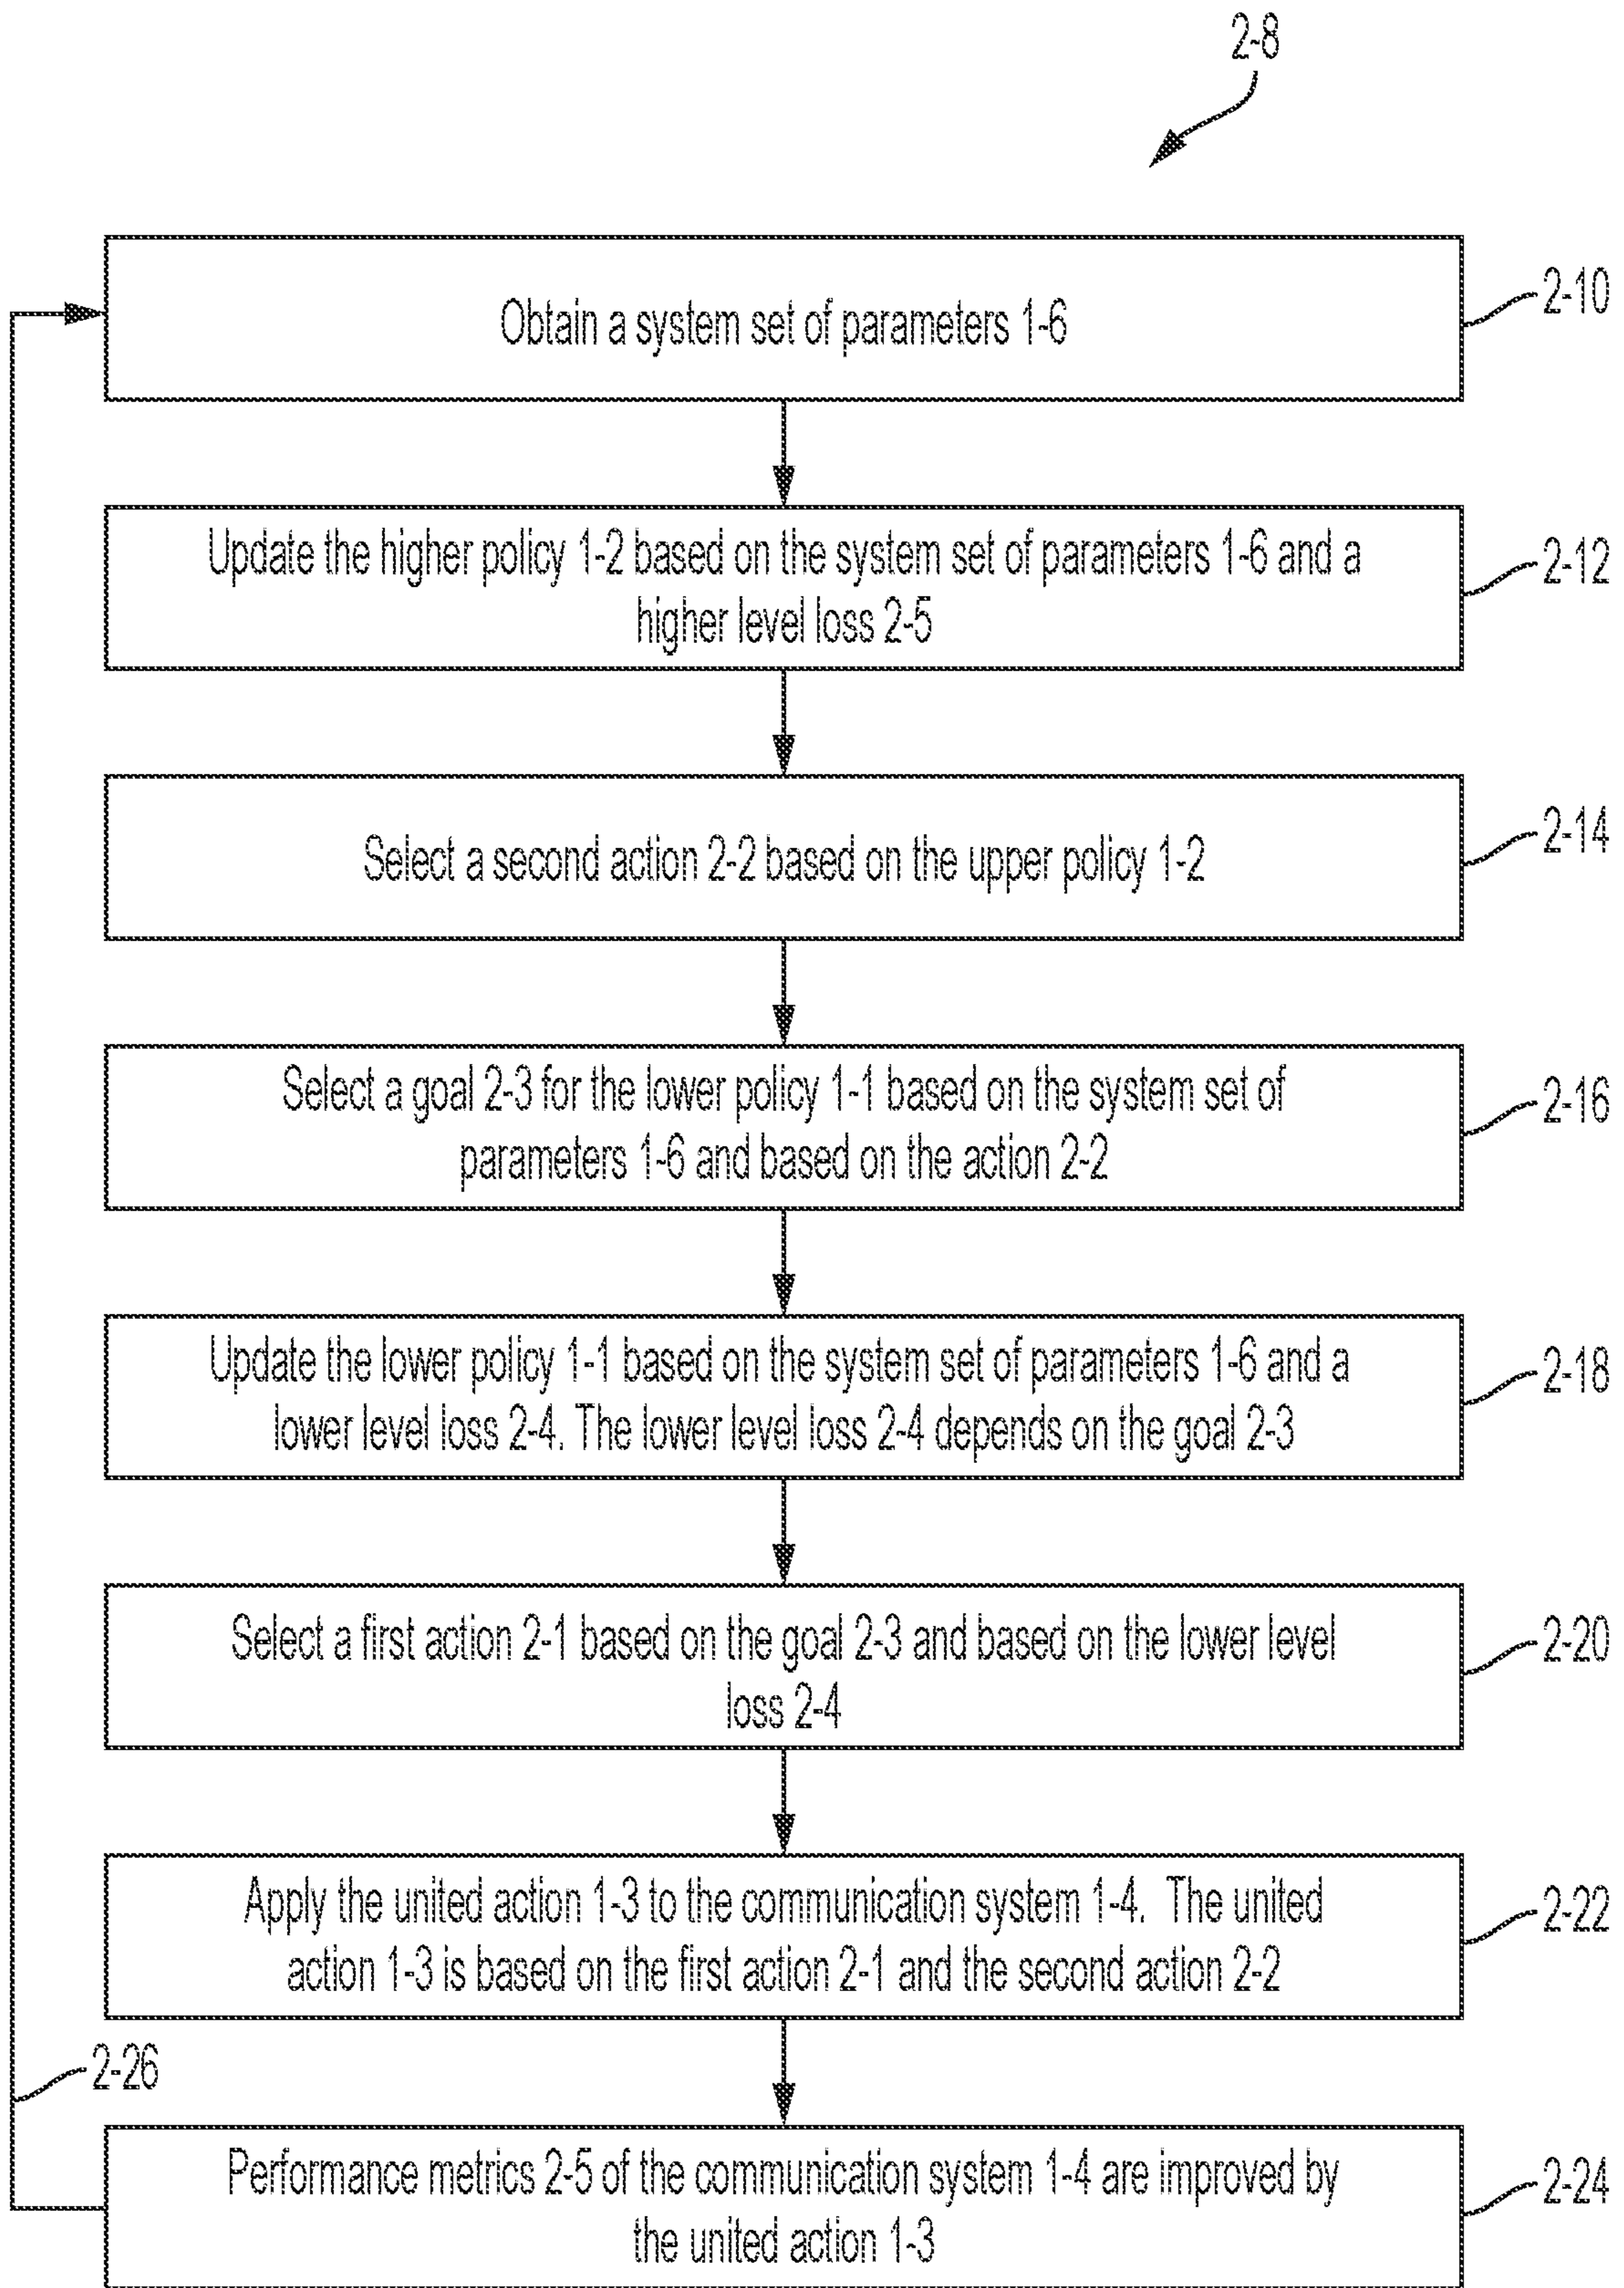 2-8
Obtain a system set of parameters 1-6
2-10
Update the higher policy 1-2 based on the system set of parameters 1-6 and a
higher level loss 2-5
2-12
Select a second action 2-2 based on the upper policy 1-2
2-14
Select a goal 2-3 for the lower policy 1-1 based on the system set of
parameters 1-6 and based on the action 2-2
2-16
Update the lower policy 1-1 based on the system set of parameters 1-6 and a
lower level loss 2-4. The lower level loss 2-4 depends on the goal 2-3
2-18
Select a first action 2-1 based on the goal 2-3 and based on the lower level
loss 2-4
2-20
Apply the united action 1-3 to the communication system 1-4. The united
action 1-3 is based on the first action 2-1 and the second action 2-2
2-22
2-26
Performance metrics 2-5 of the communication system 1-4 are improved by
the united action 1-3
2-24